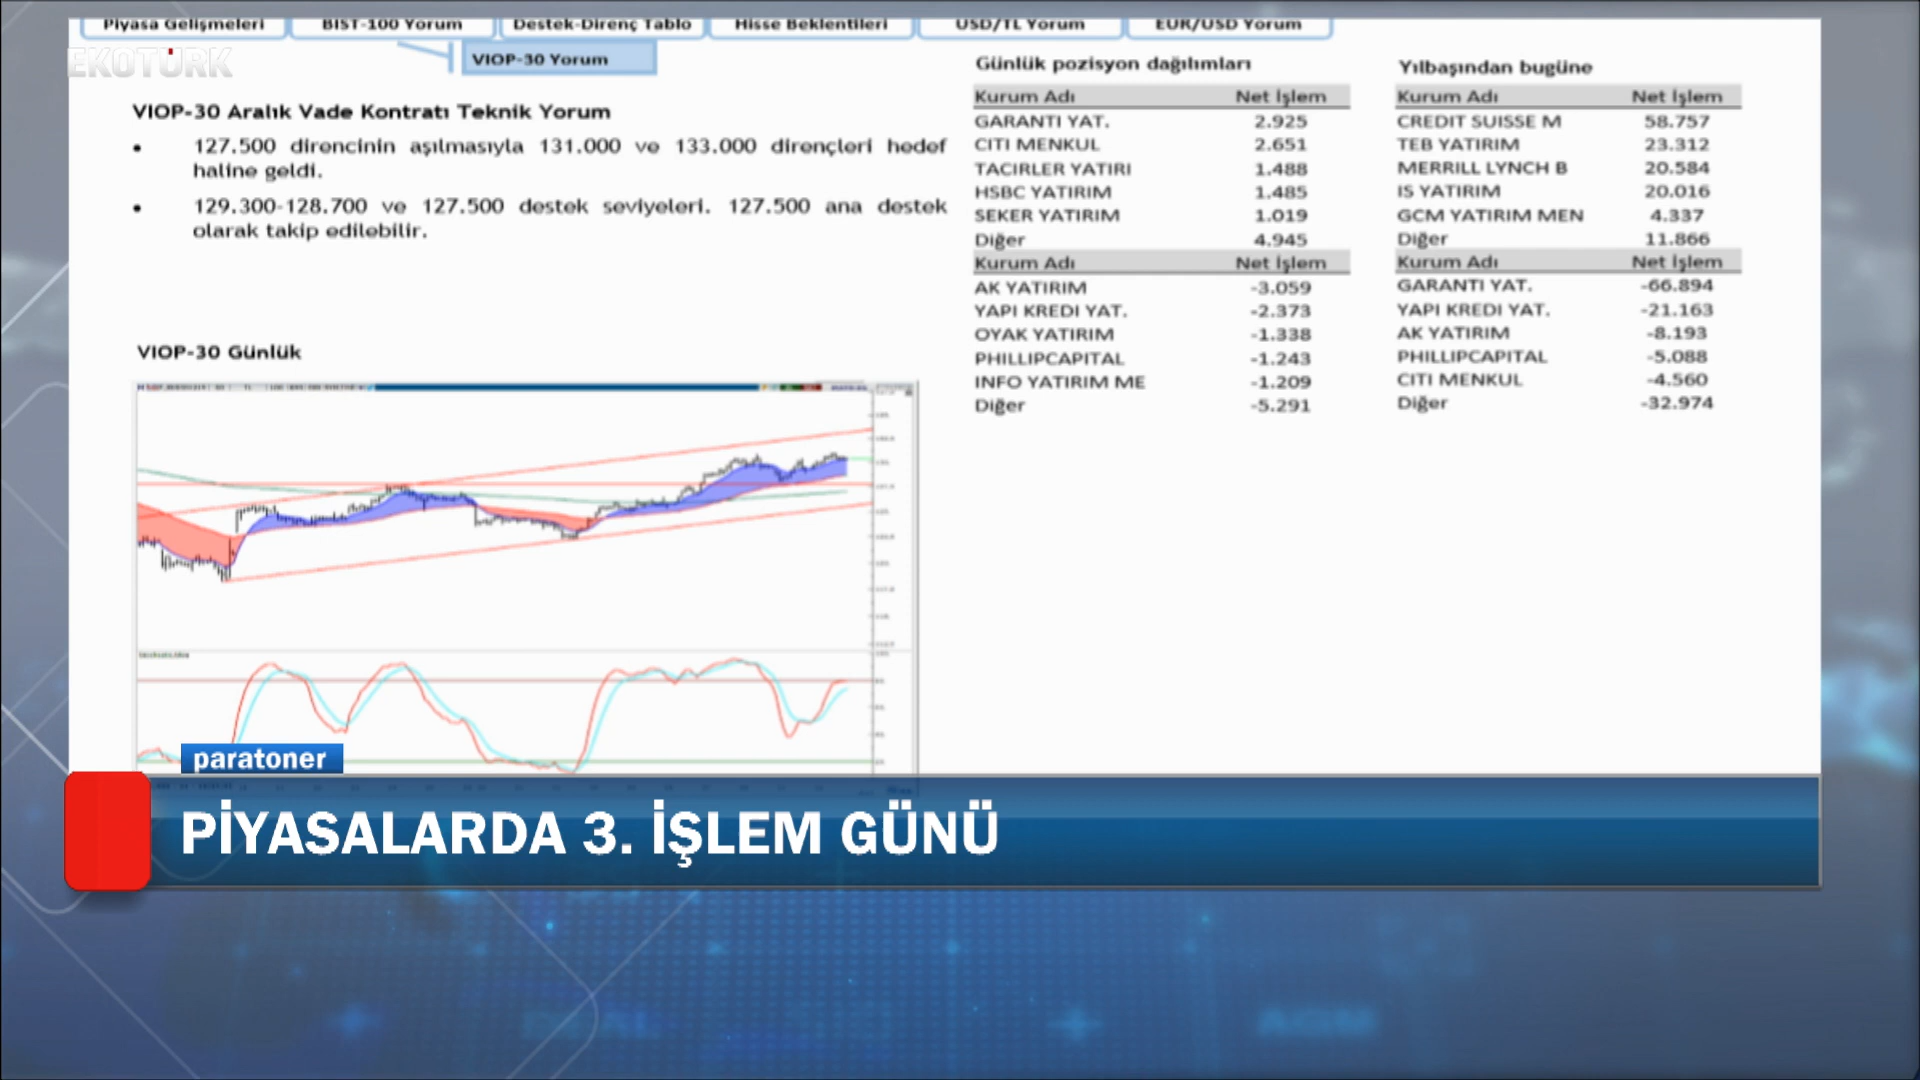 Piyasa Gelişmeleri
BIST-100 Yorum
Destek-Direnç Tablo
Hisse Beklentileri
USD/TL Yorum
EUR/USD Yorum
EKOTÜRK
VIOP-30 Yorum
VIOP-30 Aralık Vade Kontratı Teknik Yorum
• 127.500 direncinin aşılmasıyla 131.000 ve 133.000 dirençleri hedef
haline geldi.
• 129.300-128.700 ve 127.500 destek seviyeleri. 127.500 ana destek
olarak takip edilebilir.
VIOP-30 Günlük
Günlük pozisyon dağılımları
Kurum Adı Net İşlem
GARANTI YAT. 2.925
CITI MENKUL 2.651
TACIRLER YATIRI 1.488
HSBC YATIRIM 1.485
SEKER YATIRIM 1.019
Diğer 4.945
Kurum Adı Net İşlem
AK YATIRIM -3.059
YAPI KREDI YAT. -2.373
OYAK YATIRIM -1.338
PHILLIPCAPITAL -1.243
INFO YATIRIM ME -1.209
Diğer -5.291
Yılbaşından bugüne
Kurum Adı Net İşlem
CREDIT SUISSE M 58.757
TEB YATIRIM 23.312
MERRILL LYNCH B 20.584
IS YATIRIM 20.016
GCM YATIRIM MEN 4.337
Diğer 11.866
Kurum Adı Net İşlem
GARANTI YAT. -66.894
YAPI KREDI YAT. -21.163
AK YATIRIM -8.193
PHILLIPCAPITAL -5.088
CITI MENKUL -4.560
Diğer -32.974
paratoner
PİYASALARDA 3. İŞLEM GÜNÜ